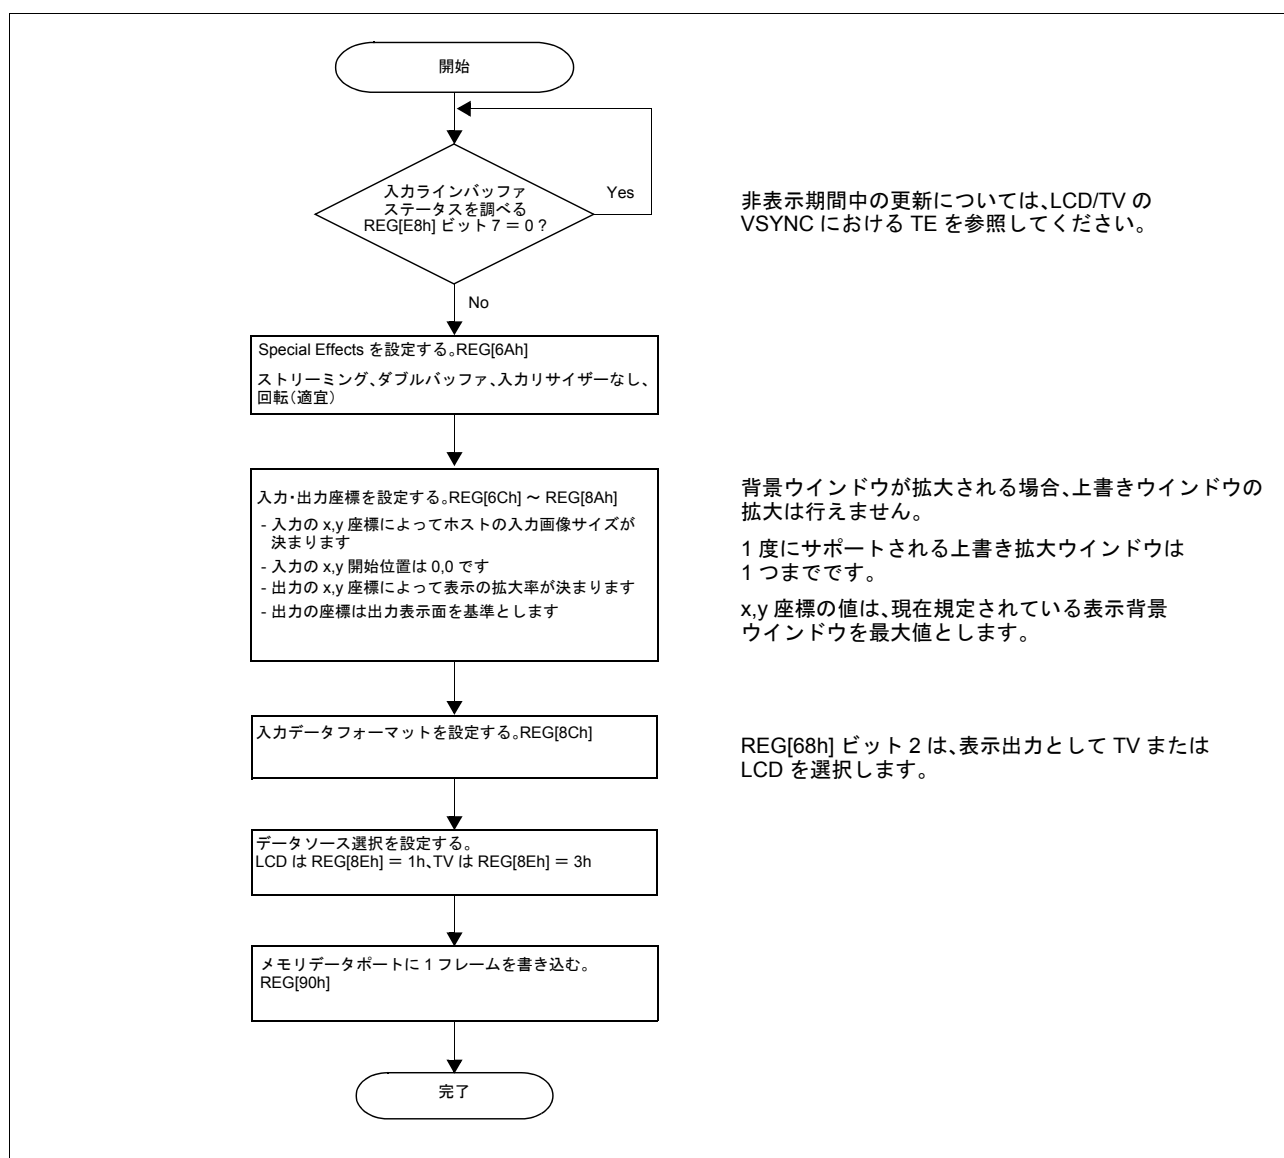 開始
入力ラインバッファ
ステータスを調べる
REG[E8h] ビット 7 = 0 ?
Yes
非表示期間中の更新については、LCD/TV の
VSYNC における TE を参照してください。
No
Special Effects を設定する。REG[6Ah]
ストリーミング、ダブルバッファ、入力リサイザーなし、
回転（適宜）
入力・出力座標を設定する。REG[6Ch] ～ REG[8Ah]
- 入力の x,y 座標によってホストの入力画像サイズが
決まります
- 入力の x,y 開始位置は 0,0 です
- 出力の x,y 座標によって表示の拡大率が決まります
- 出力の座標は出力表示面を基準とします
背景ウインドウが拡大される場合、上書きウインドウの
拡大は行えません。
1 度にサポートされる上書き拡大ウインドウは
1 つまでです。
x,y 座標の値は、現在規定されている表示背景
ウインドウを最大値とします。
入力データフォーマットを設定する。REG[8Ch]
REG[68h] ビット 2 は、表示出力として TV または
LCD を選択します。
データソース選択を設定する。
LCD は REG[8Eh] = 1h、TV は REG[8Eh] = 3h
メモリデータポートに 1 フレームを書き込む。
REG[90h]
完了